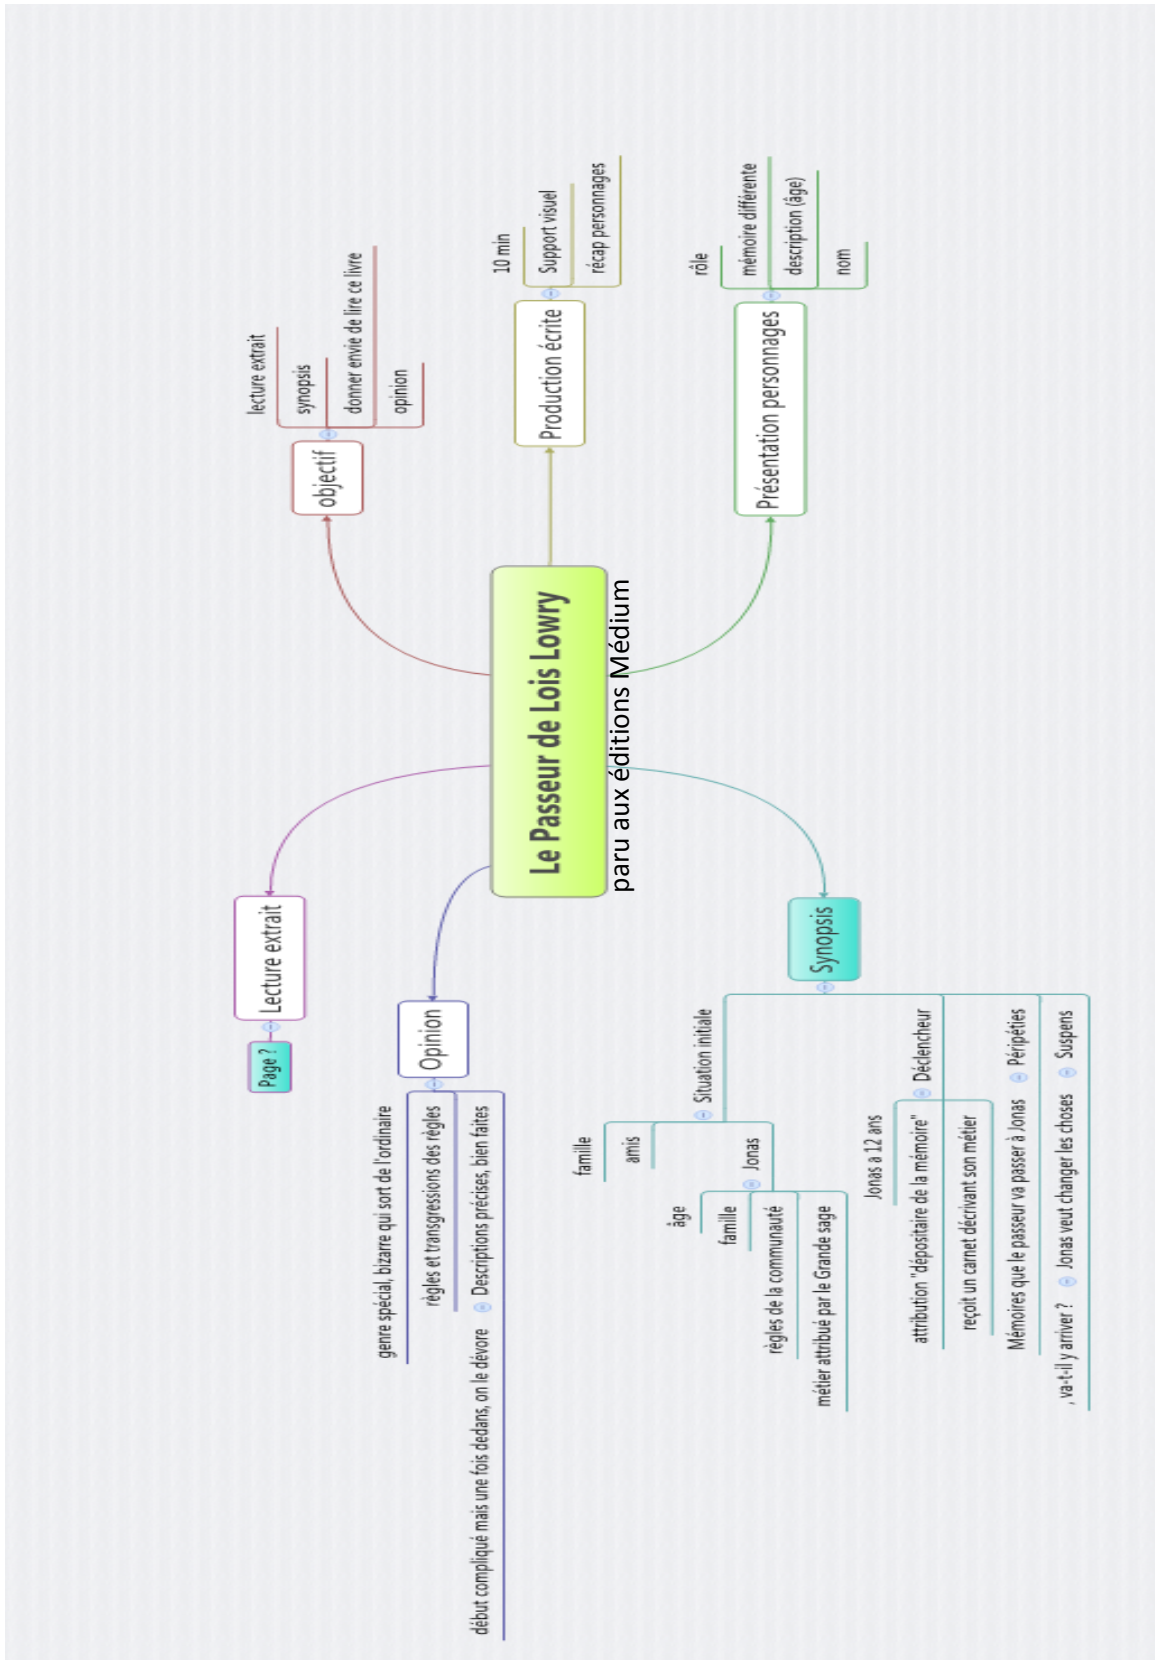 Le Passeur de Lois Lowry
paru aux éditions Médium
objectif
lecture extrait
synopsis
donner envie de lire ce livre
opinion
Production écrite
10 min
Support visuel
récap personnages
Présentation personnages
rôle
mémoire différente
description (âge)
nom
Lecture extrait
Page ?
Opinion
genre spécial, bizarre qui sort de l'ordinaire
règles et transgressions des règles
Descriptions précises, bien faites
début compliqué mais une fois dedans, on le dévore
Synopsis
Situation initiale
famille
amis
Jonas
âge
famille
règles de la communauté
métier attribué par le Grande sage
Déclencheur
Jonas a 12 ans
attribution "dépositaire de la mémoire"
reçoit un carnet décrivant son métier
Péripéties
Mémoires que le passeur va passer à Jonas
Suspens
Jonas veut changer les choses
, va-t-il y arriver ?